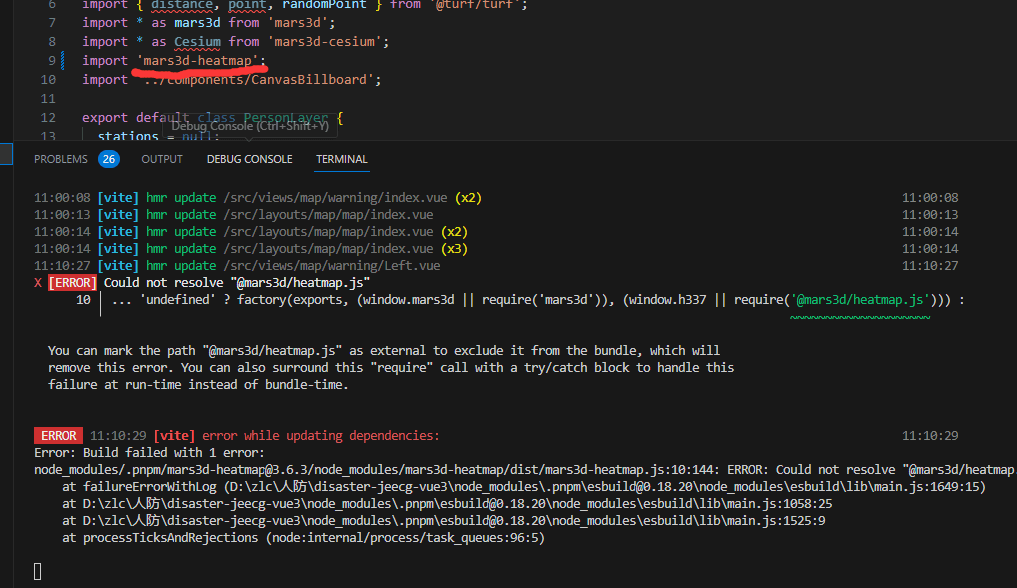 6 import { distance, point, randomPoint } from '@turf/turf';
7 import * as mars3d from 'mars3d';
8 import * as Cesium from 'mars3d-cesium';
9 import 'mars3d-heatmap';
10 import '../components/CanvasBillboard';
11
12 export default class PersonLayer {
Debug Console (Ctrl+Shift+Y)
13 stations = null;
PROBLEMS 26 OUTPUT DEBUG CONSOLE TERMINAL
11:00:08 [vite] hmr update /src/views/map/warning/index.vue (x2) 11:00:08
11:00:13 [vite] hmr update /src/layouts/map/map/index.vue 11:00:13
11:00:14 [vite] hmr update /src/layouts/map/map/index.vue (x2) 11:00:14
11:00:14 [vite] hmr update /src/layouts/map/map/index.vue (x3) 11:00:14
11:10:27 [vite] hmr update /src/views/map/warning/Left.vue 11:10:27
X [ERROR] Could not resolve "@mars3d/heatmap.js"
10 │ ... 'undefined' ? factory(exports, (window.mars3d || require('mars3d')), (window.h337 || require('@mars3d/heatmap.js'))) :
~~~~~~~~~~~~~~~~~~~~
You can mark the path "@mars3d/heatmap.js" as external to exclude it from the bundle, which will
remove this error. You can also surround this "require" call with a try/catch block to handle this
failure at run-time instead of bundle-time.
ERROR 11:10:29 [vite] error while updating dependencies: 11:10:29
Error: Build failed with 1 error:
node_modules/.pnpm/mars3d-heatmap@3.6.3/node_modules/mars3d-heatmap/dist/mars3d-heatmap.js:10:144: ERROR: Could not resolve "@mars3d/heatmap.
at failureErrorWithLog (D:\zlc\人防\disaster-jeecg-vue3\node_modules\.pnpm\esbuild@0.18.20\node_modules\esbuild\lib\main.js:1649:15)
at D:\zlc\人防\disaster-jeecg-vue3\node_modules\.pnpm\esbuild@0.18.20\node_modules\esbuild\lib\main.js:1058:25
at D:\zlc\人防\disaster-jeecg-vue3\node_modules\.pnpm\esbuild@0.18.20\node_modules\esbuild\lib\main.js:1525:9
at processTicksAndRejections (node:internal/process/task_queues:96:5)